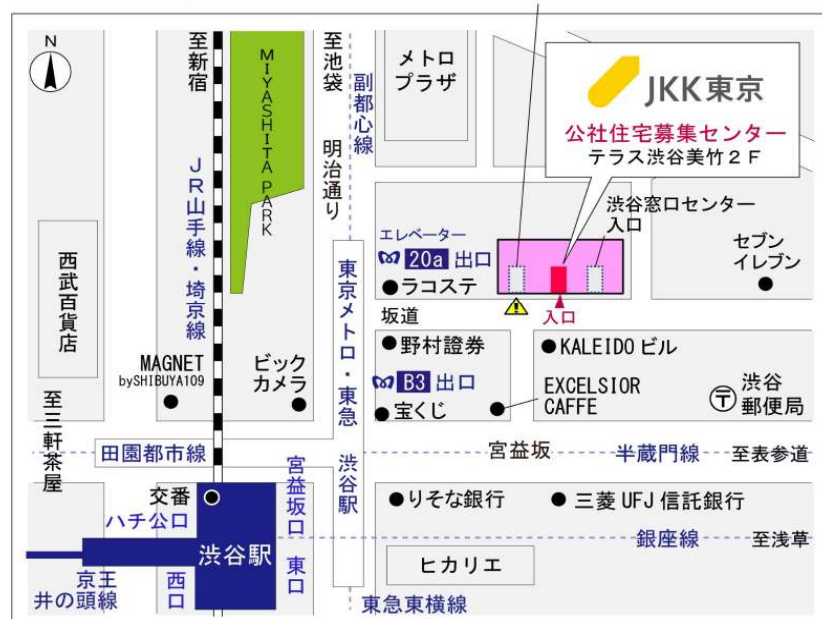 N
至新宿
MIYASHITA PARK
至池袋
副都心線
明治通り
メトロ
プラザ
JKK東京
公社住宅募集センター
テラス渋谷美竹2F
渋谷窓口センター
入口
セブン
イレブン
JR山手線・埼京線
西武百貨店
エレベーター
20a 出口
ラコステ
入口
坂道
東京メトロ・東急 渋谷駅
野村證券
KALEIDO ビル
MAGNET
bySHIBUYA109
ビック
カメラ
B3 出口
宝くじ
EXCELSIOR
CAFFE
〒
渋谷
郵便局
至三軒茶屋
田園都市線
宮益坂
半蔵門線
至表参道
交番
ハチ公口
宮益坂口
りそな銀行
三菱UFJ信託銀行
渋谷駅
銀座線
至浅草
京王
井の頭線
西口
東口
ヒカリエ
東急東横線